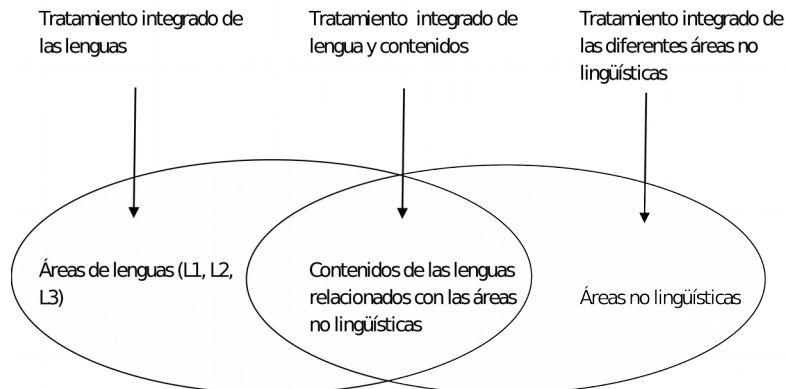 Tratamiento integrado de
las lenguas
Tratamiento integrado de
lengua y contenidos
Tratamiento integrado de
las diferentes áreas no
lingüísticas
Áreas de lenguas (L1, L2,
L3)
Contenidos de las lenguas
relacionados con las áreas
no lingüísticas
Áreas no lingüísticas